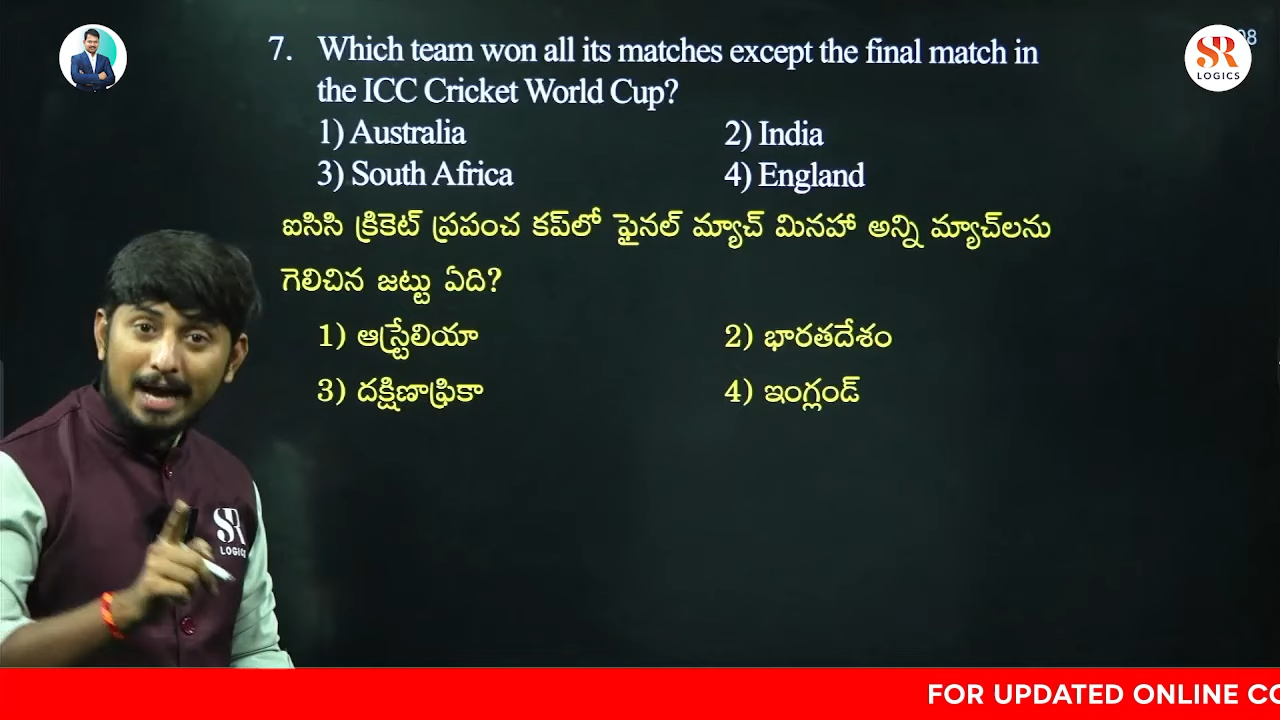 7. Which team won all its matches except the final match in
the ICC Cricket World Cup?
1) Australia
2) India
3) South Africa
4) England
ఐసిసి క్రికెట్ ప్రపంచ కప్‌లో ఫైనల్ మ్యాచ్ మినహా అన్ని మ్యాచ్‌లను
గెలిచిన జట్టు ఏది?
1) ఆస్ట్రేలియా
2) భారతదేశం
3) దక్షిణాఫ్రికా
4) ఇంగ్లండ్
SR
LOGICS
SR
LOGICS
FOR UPDATED ONLINE CO